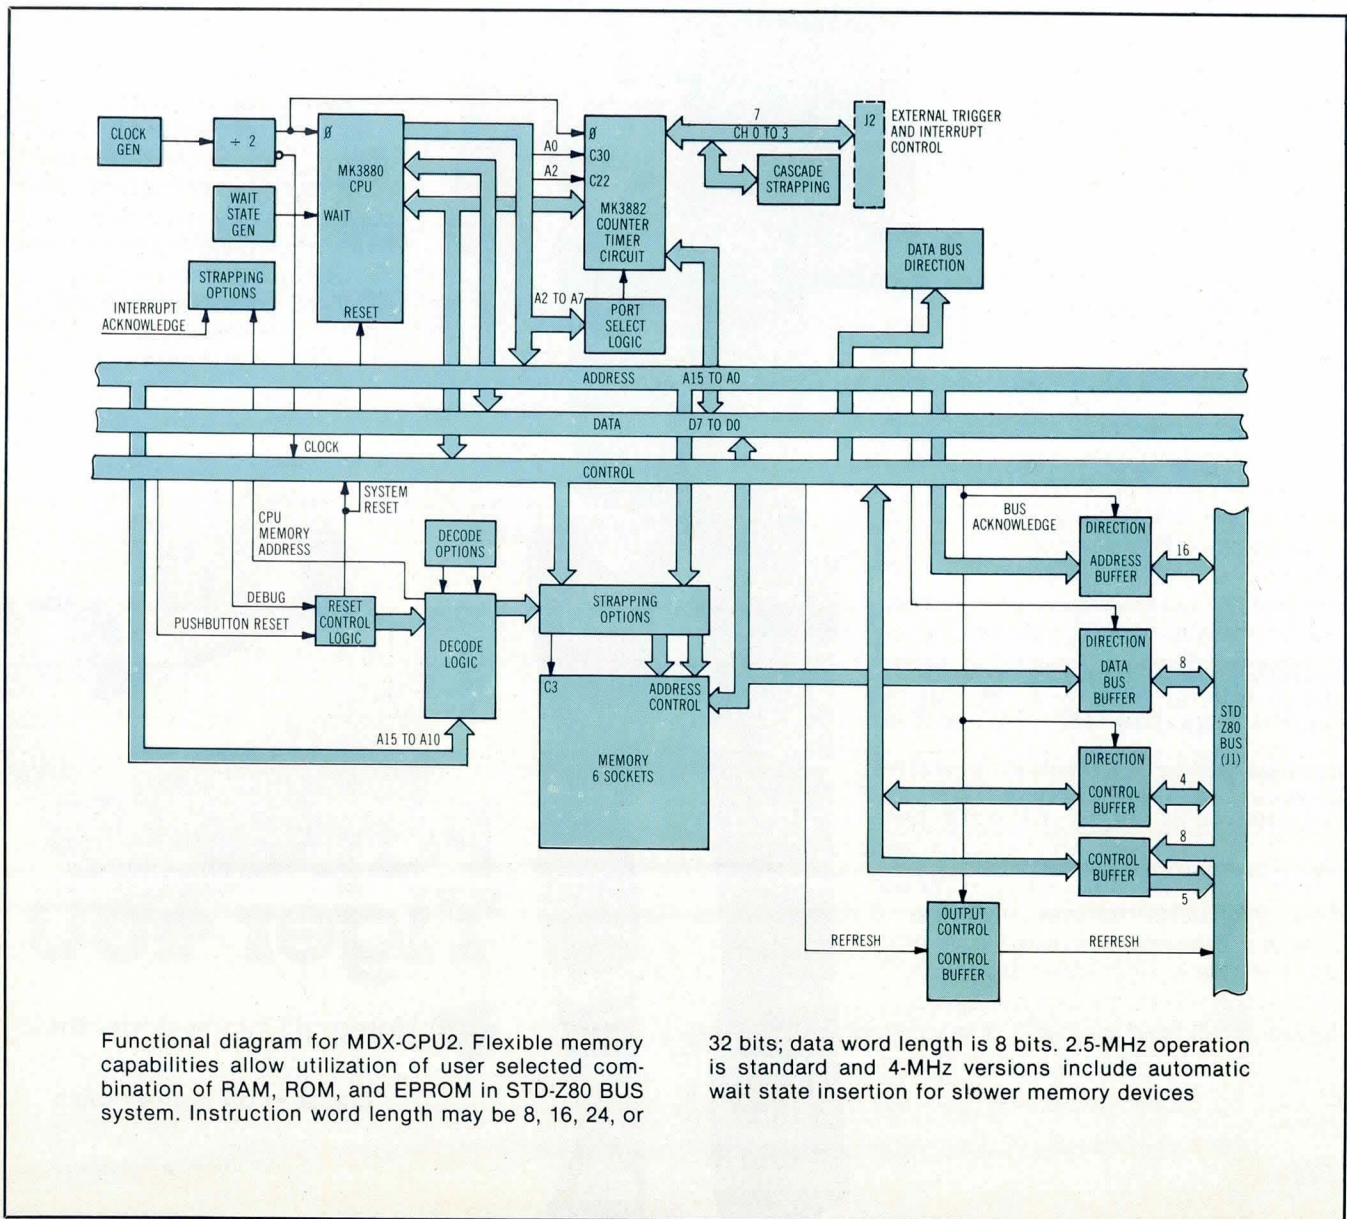 CLOCK
GEN
÷ 2
Ø
MK3880
CPU
WAIT
RESET
WAIT
STATE
GEN
STRAPPING
OPTIONS
INTERRUPT
ACKNOWLEDGE
A0
A2
Ø
C30
C22
MK3882
COUNTER
TIMER
CIRCUIT
7
CH 0 TO 3
J2
EXTERNAL TRIGGER
AND INTERRUPT
CONTROL
CASCADE
STRAPPING
A2 TO A7
PORT
SELECT
LOGIC
DATA BUS
DIRECTION
ADDRESS A15 TO A0
DATA D7 TO D0
CLOCK
CONTROL
SYSTEM
RESET
CPU
MEMORY
ADDRESS
DECODE
OPTIONS
DEBUG
PUSHBUTTON RESET
RESET
CONTROL
LOGIC
DECODE
LOGIC
STRAPPING
OPTIONS
A15 TO A10
C3
ADDRESS
CONTROL
MEMORY
6 SOCKETS
BUS
ACKNOWLEDGE
DIRECTION
ADDRESS
BUFFER
16
DIRECTION
DATA
BUS
BUFFER
8
STD
Z80
BUS
(J1)
DIRECTION
CONTROL
BUFFER
4
CONTROL
BUFFER
8
5
REFRESH
OUTPUT
CONTROL
CONTROL
BUFFER
REFRESH
Functional diagram for MDX-CPU2. Flexible memory
capabilities allow utilization of user selected com-
bination of RAM, ROM, and EPROM in STD-Z80 BUS
system. Instruction word length may be 8, 16, 24, or
32 bits; data word length is 8 bits. 2.5-MHz operation
is standard and 4-MHz versions include automatic
wait state insertion for slower memory devices